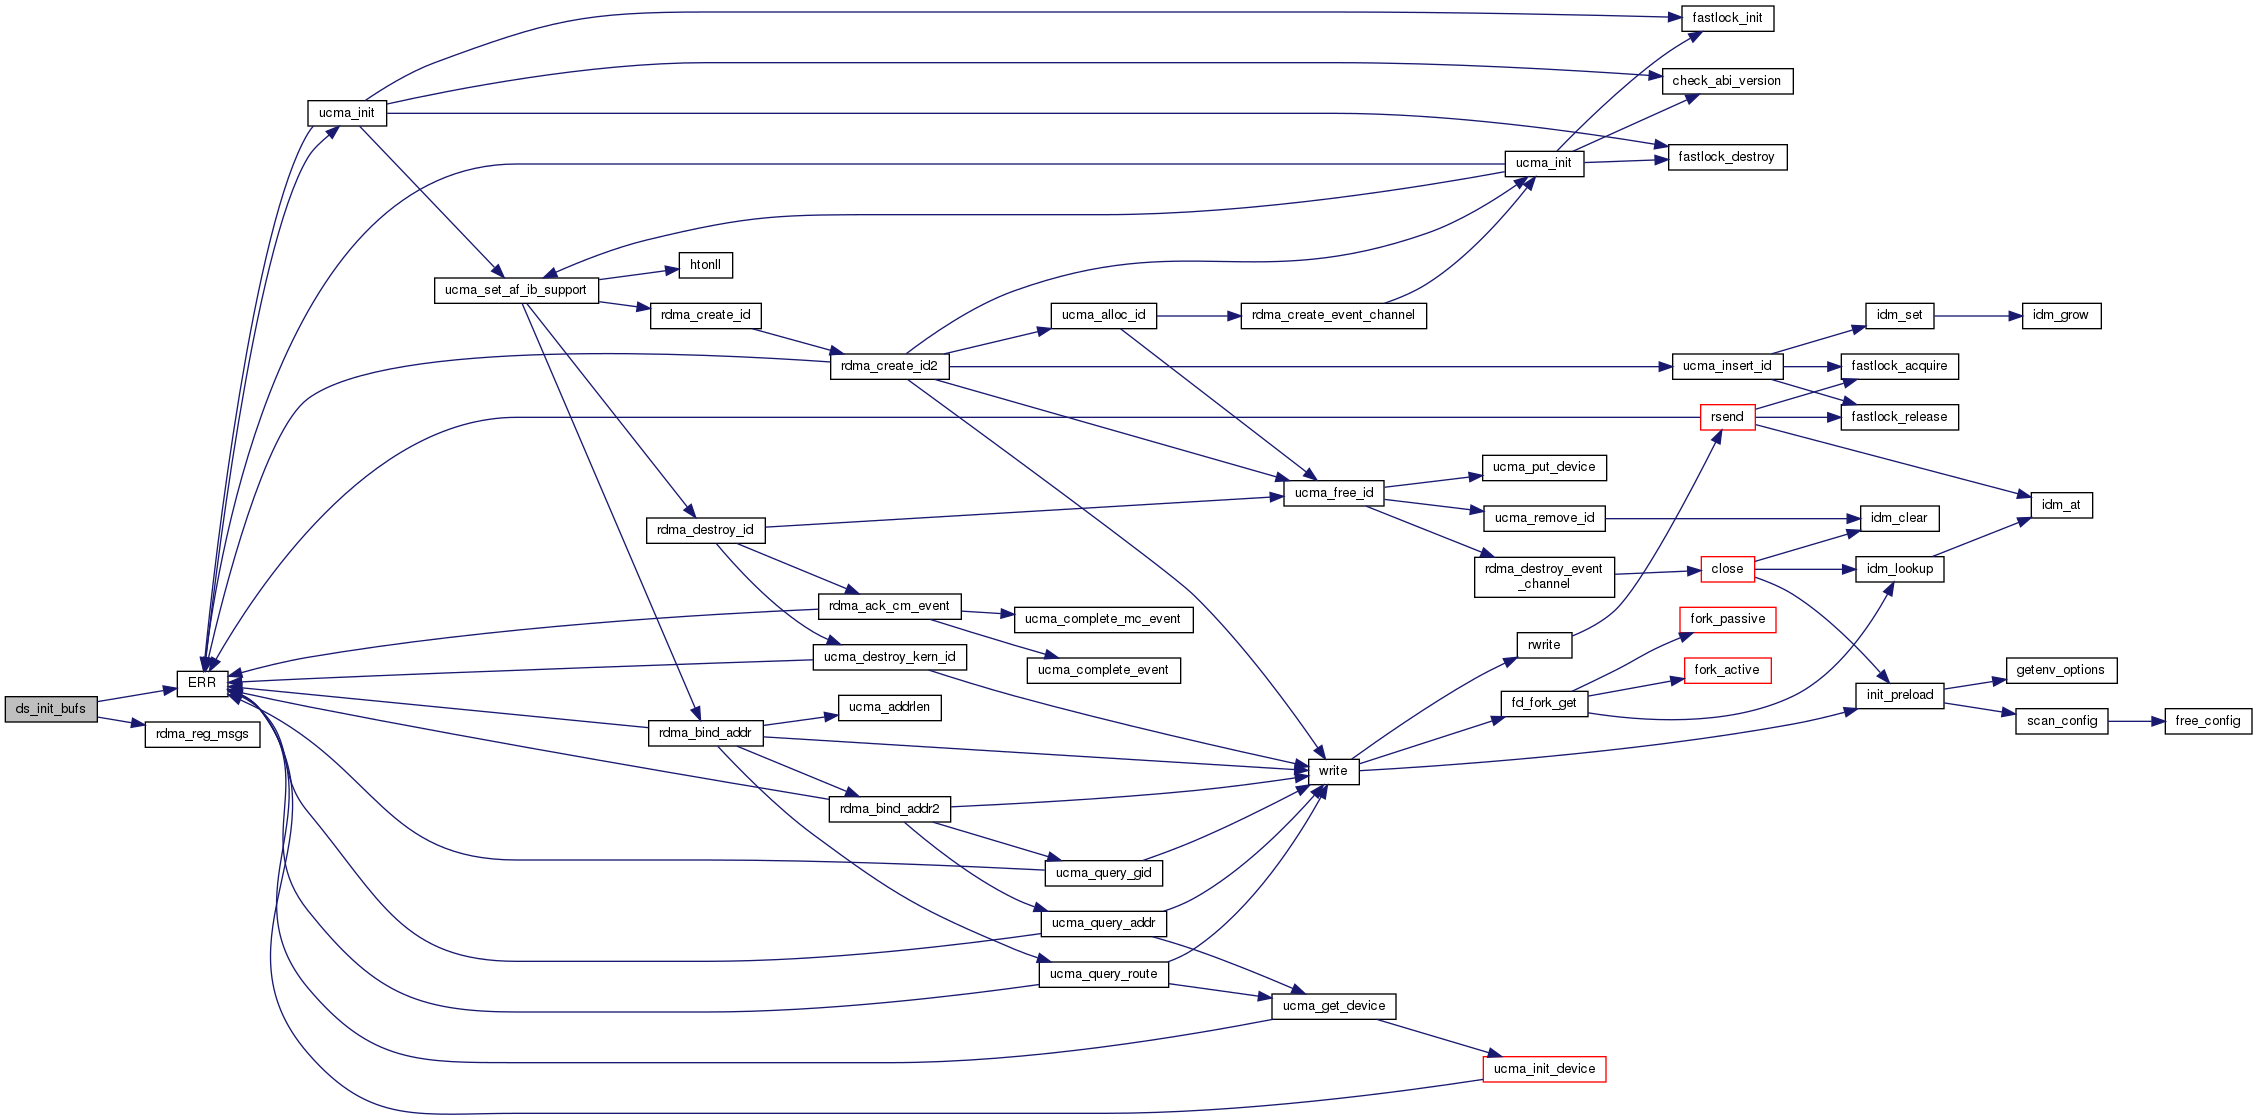 fastlock_init
check_abi_version
ucma_init
fastlock_destroy
ucma_init
htonll
ucma_set_af_ib_support
rdma_create_id
ucma_alloc_id
rdma_create_event_channel
idm_set
idm_grow
rdma_create_id2
ucma_insert_id
fastlock_acquire
rsend
fastlock_release
ucma_put_device
ucma_free_id
idm_at
ucma_remove_id
idm_clear
rdma_destroy_id
rdma_destroy_event
_channel
close
idm_lookup
rdma_ack_cm_event
ucma_complete_mc_event
fork_passive
rwrite
ucma_destroy_kern_id
ucma_complete_event
fork_active
getenv_options
ERR
init_preload
fd_fork_get
ds_init_bufs
ucma_addrlen
scan_config
free_config
rdma_reg_msgs
rdma_bind_addr
write
rdma_bind_addr2
ucma_query_gid
ucma_query_addr
ucma_query_route
ucma_get_device
ucma_init_device